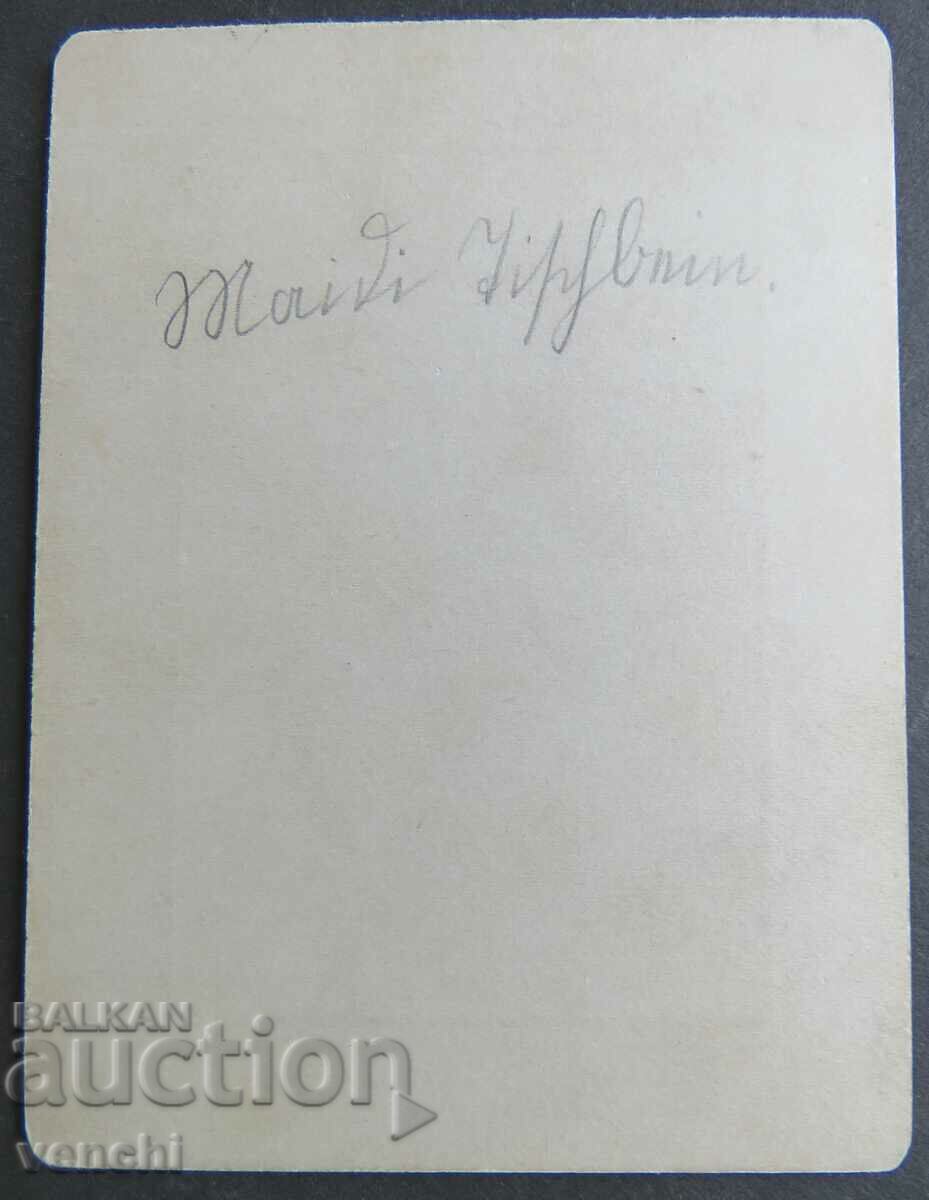 Maidi Tischbein.
BALKAN
auction
venchi